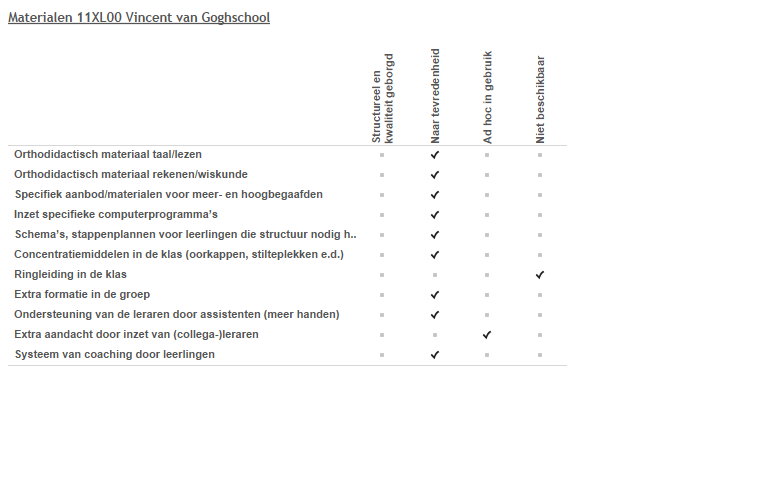 Materialen 11XL00 Vincent van Goghschool
Structureel en
kwaliteit geborgd
Naar tevredenheid
Ad hoc in gebruik
Niet beschikbaar
Orthodidactisch materiaal taal/lezen
Orthodidactisch materiaal rekenen/wiskunde
Specifiek aanbod/materialen voor meer- en hoogbegaafden
Inzet specifieke computerprogramma's
Schema's, stappenplannen voor leerlingen die structuur nodig h..
Concentratiemiddelen in de klas (oorkappen, stilteplekken e.d.)
Ringleiding in de klas
Extra formatie in de groep
Ondersteuning van de leraren door assistenten (meer handen)
Extra aandacht door inzet van (collega-)leraren
Systeem van coaching door leerlingen